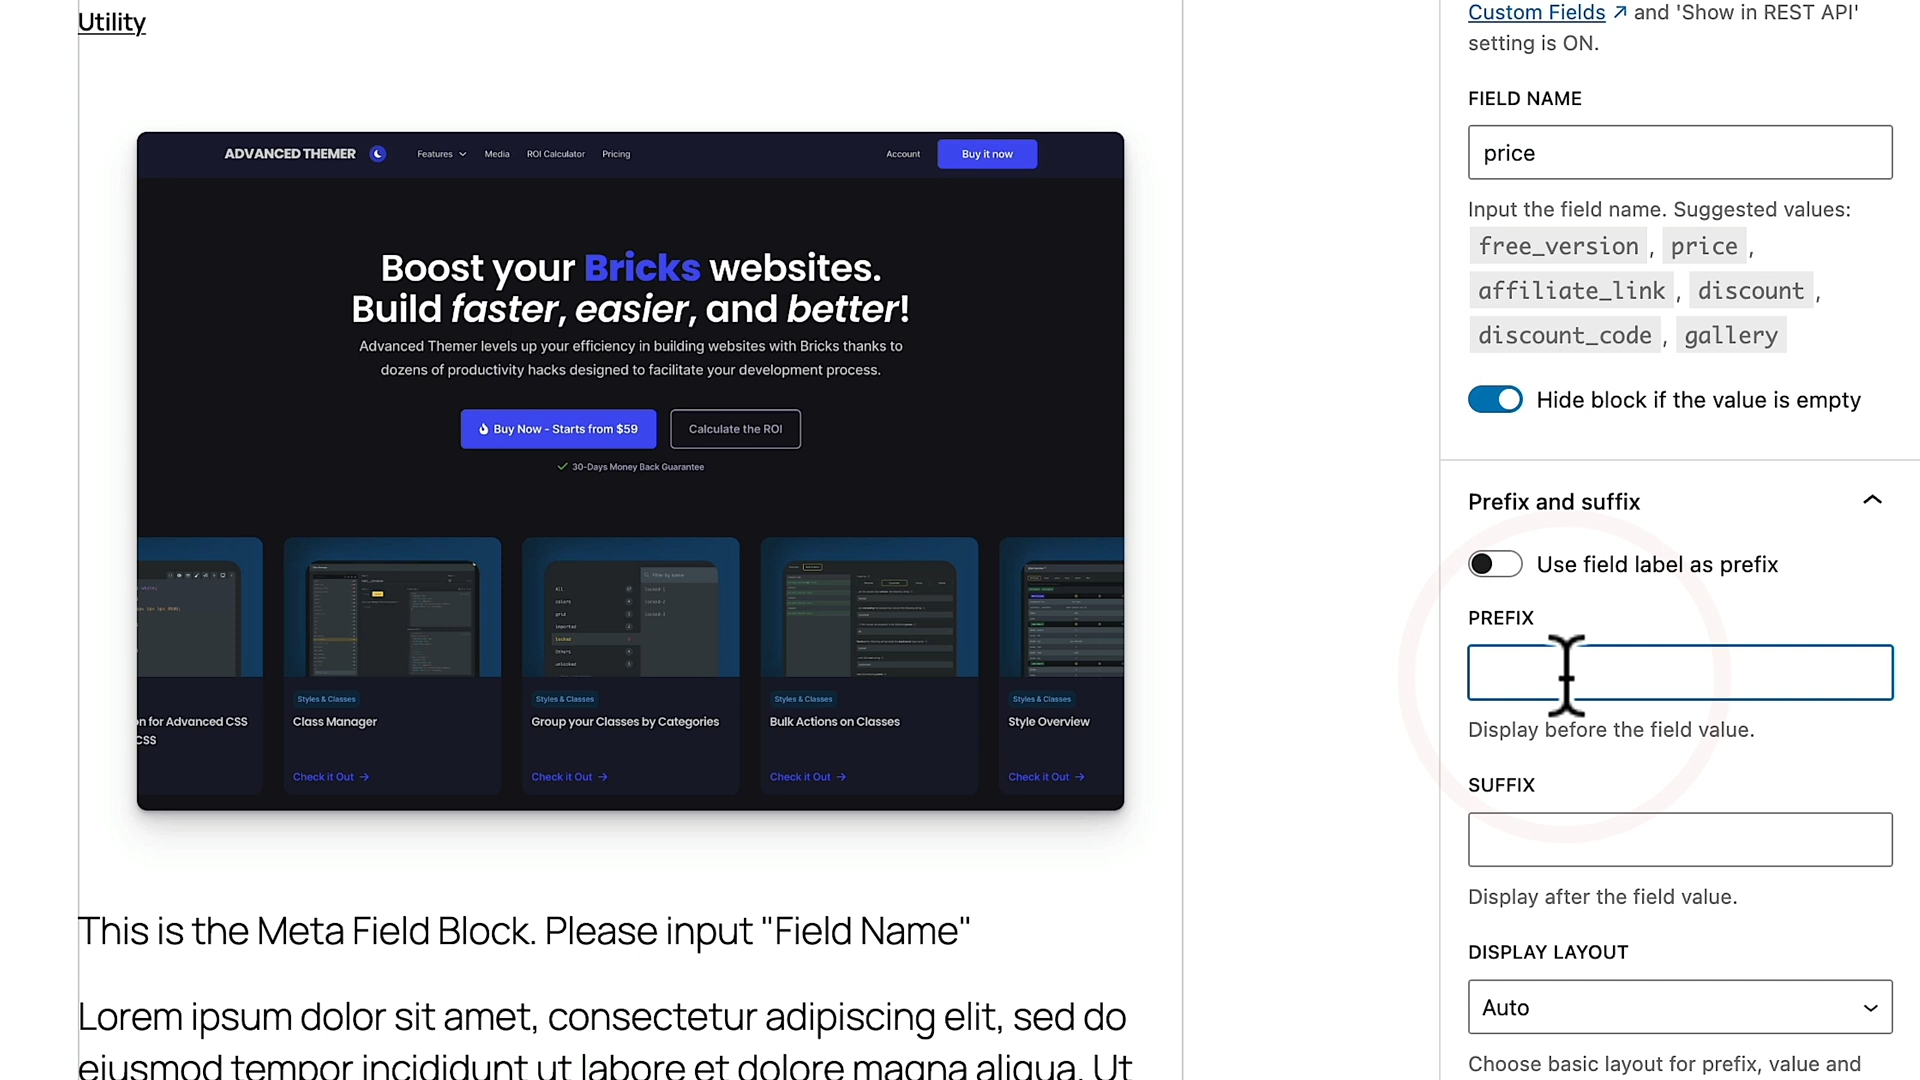 Utility
ADVANCED THEMER
Features
Media
ROI Calculator
Pricing
Account
Buy it now
Boost your Bricks websites.
Build faster, easier, and better!
Advanced Themer levels up your efficiency in building websites with Bricks thanks to
dozens of productivity hacks designed to facilitate your development process.
Buy Now - Starts from $59
Calculate the ROI
30-Days Money Back Guarantee
n for Advanced CSS
CSS
Styles & Classes
Class Manager
Check it Out →
Styles & Classes
Group your Classes by Categories
Check it Out →
Styles & Classes
Bulk Actions on Classes
Check it Out →
Styles & Classes
Style Overview
Check it Out →
This is the Meta Field Block. Please input "Field Name"
Lorem ipsum dolor sit amet, consectetur adipiscing elit, sed do
eiusmod tempor incididunt ut labore et dolore magna aliqua. Ut
Custom Fields ↗ and 'Show in REST API'
setting is ON.
FIELD NAME
price
Input the field name. Suggested values:
free_version , price ,
affiliate_link , discount ,
discount_code , gallery
Hide block if the value is empty
Prefix and suffix
Use field label as prefix
PREFIX
Display before the field value.
SUFFIX
Display after the field value.
DISPLAY LAYOUT
Auto
Choose basic layout for prefix, value and